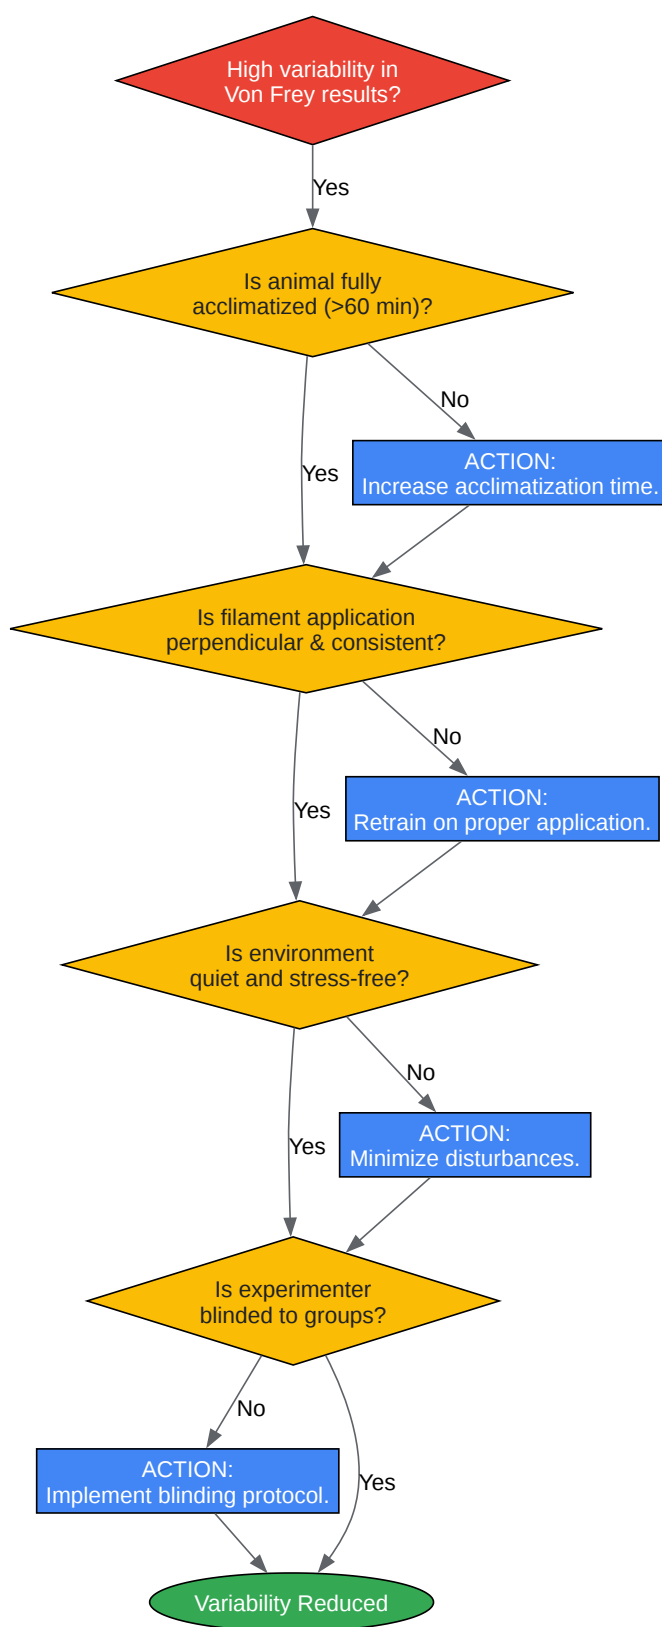 High variability in
Von Frey results?
Yes
Is animal fully
acclimatized (>60 min)?
No
ACTION:
Increase acclimatization time.
Yes
Is filament application
perpendicular & consistent?
No
ACTION:
Retrain on proper application.
Yes
Is environment
quiet and stress-free?
No
ACTION:
Minimize disturbances.
Yes
Is experimenter
blinded to groups?
No
ACTION:
Implement blinding protocol.
Yes
Variability Reduced